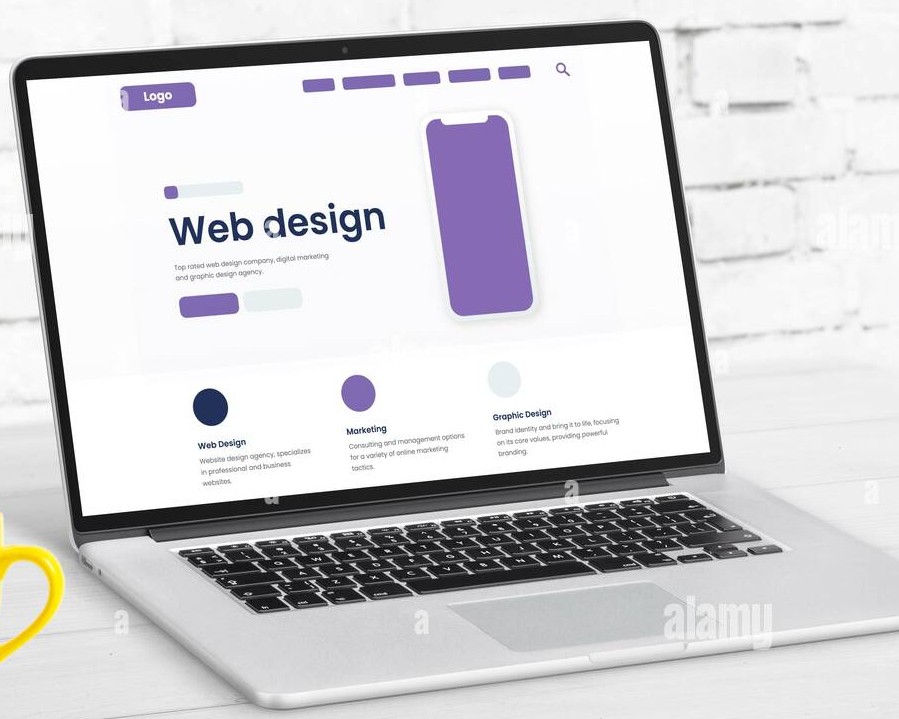 Logo
Web design
Top rated web design company, digital marketing
and graphic design agency.
Web Design
Website design agency, specializes
in professional and business
websites.
Marketing
Consulting and management options
for a variety of online marketing
tactics.
Graphic Design
Brand identity and bring it to life, focusing
on its core values, providing powerful
branding.
alamy
alamy
a
a
a
a
a